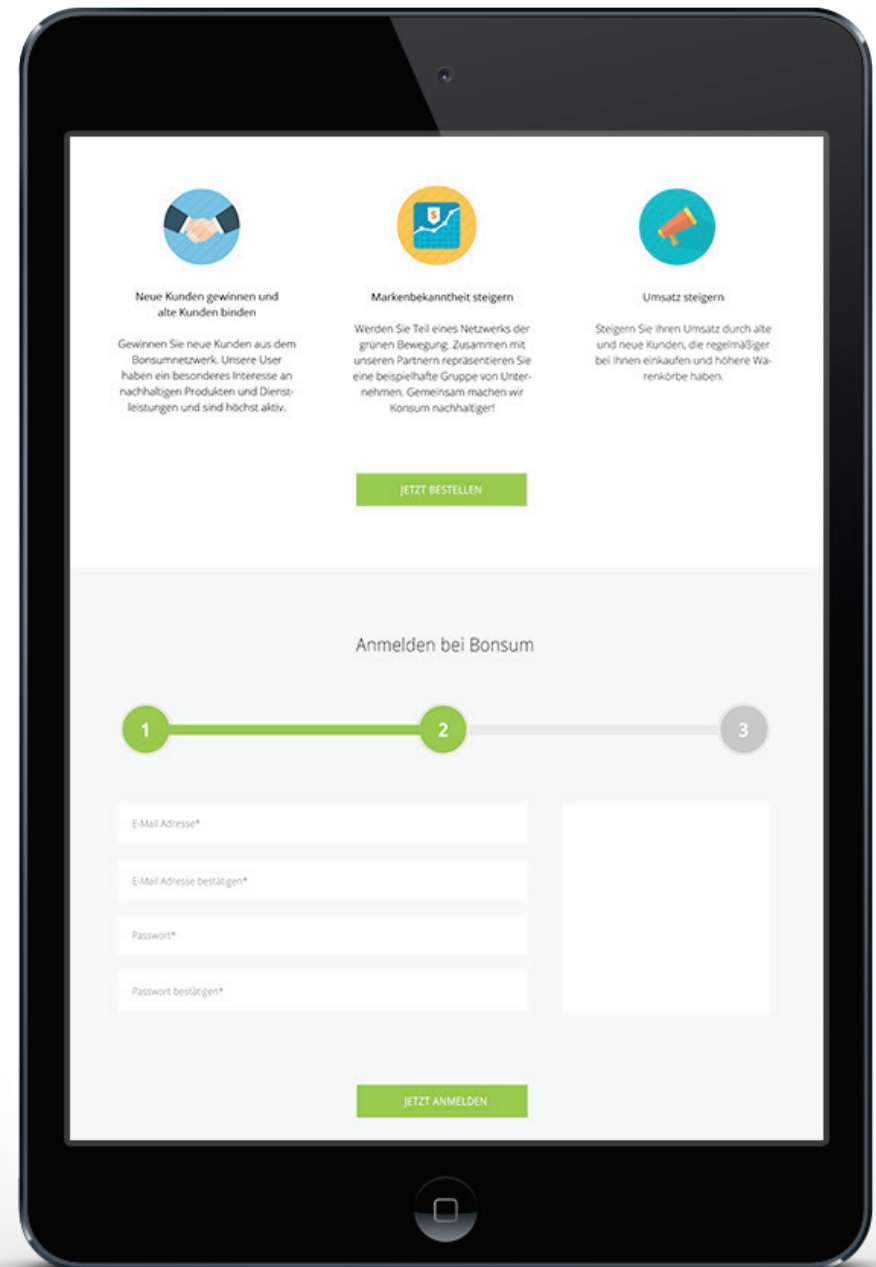 Neue Kunden gewinnen und
alte Kunden binden
Gewinnen Sie neue Kunden aus dem
Bonsumnetzwerk. Unsere User
haben ein besonderes Interesse an
nachhaltigen Produkten und Dienst-
leistungen und sind höchst aktiv.
Markenbekanntheit steigern
Werden Sie Teil eines Netzwerks der
grünen Bewegung. Zusammen mit
unseren Partnern repräsentieren Sie
eine beispielhafte Gruppe von Unter-
nehmen. Gemeinsam machen wir
Konsum nachhaltiger!
Umsatz steigern
Steigern Sie Ihren Umsatz durch alte
und neue Kunden, die regelmäßiger
bei Ihnen einkaufen und höhere Wa-
renkörbe haben.
JETZT BESTELLEN
Anmelden bei Bonsum
1 2 3
E-Mail Adresse*
E-Mail Adresse bestätigen*
Passwort*
Passwort bestätigen*
JETZT ANMELDEN